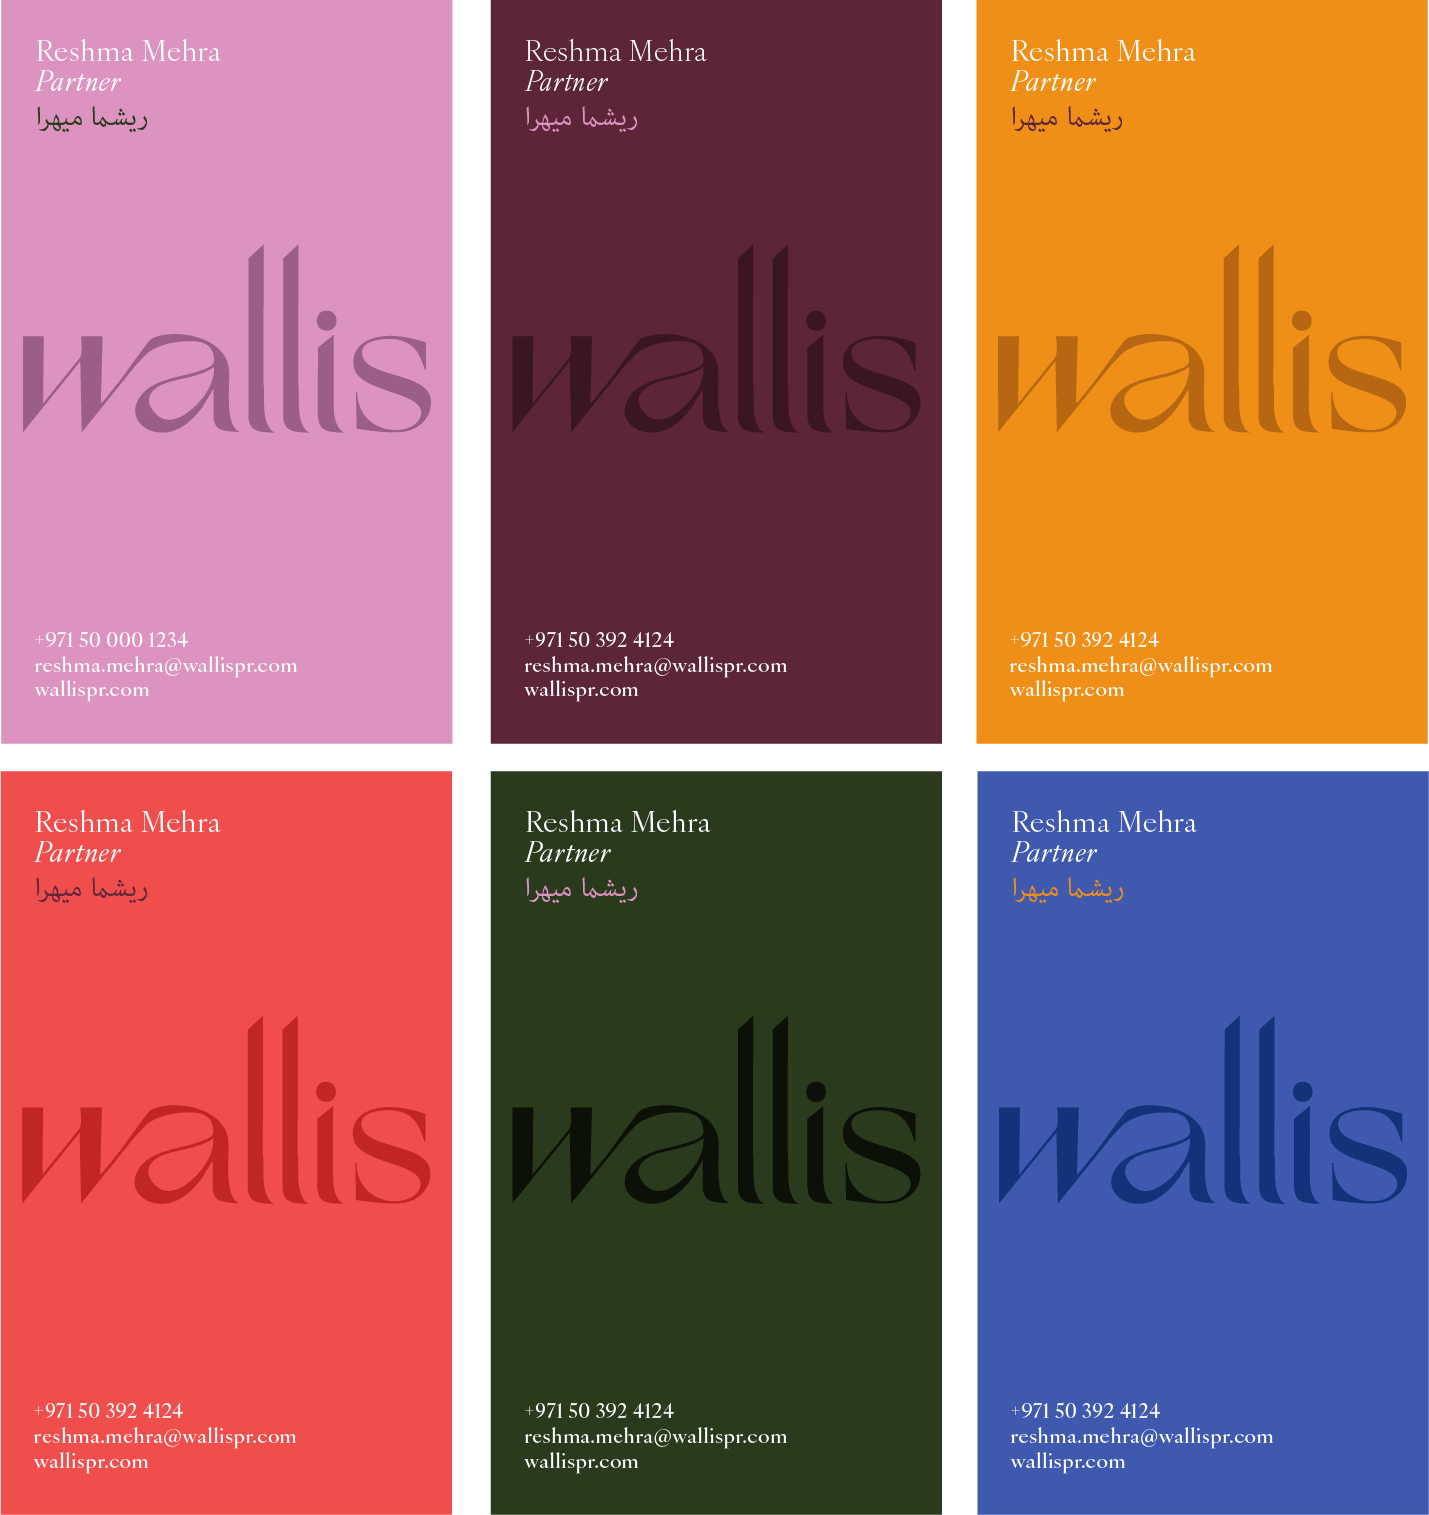 Reshma Mehra
Partner
ريشما ميهرا
wallis
+971 50 000 1234
reshma.mehra@wallispr.com
wallispr.com
Reshma Mehra
Partner
ريشما ميهرا
wallis
+971 50 392 4124
reshma.mehra@wallispr.com
wallispr.com
Reshma Mehra
Partner
ريشما ميهرا
wallis
+971 50 392 4124
reshma.mehra@wallispr.com
wallispr.com
Reshma Mehra
Partner
ريشما ميهرا
wallis
+971 50 392 4124
reshma.mehra@wallispr.com
wallispr.com
Reshma Mehra
Partner
ريشما ميهرا
wallis
+971 50 392 4124
reshma.mehra@wallispr.com
wallispr.com
Reshma Mehra
Partner
ريشما ميهرا
wallis
+971 50 392 4124
reshma.mehra@wallispr.com
wallispr.com